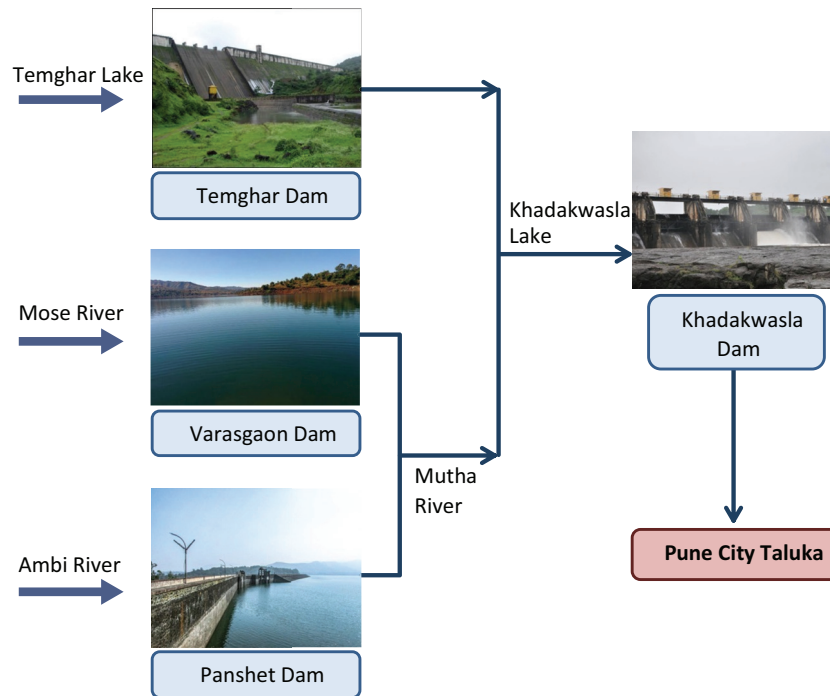 Temghar Lake
Temghar Dam
Khadakwasla
Lake
Mose River
Khadakwasla
Dam
Varasgaon Dam
Mutha
River
Ambi River
Pune City Taluka
Panshet Dam